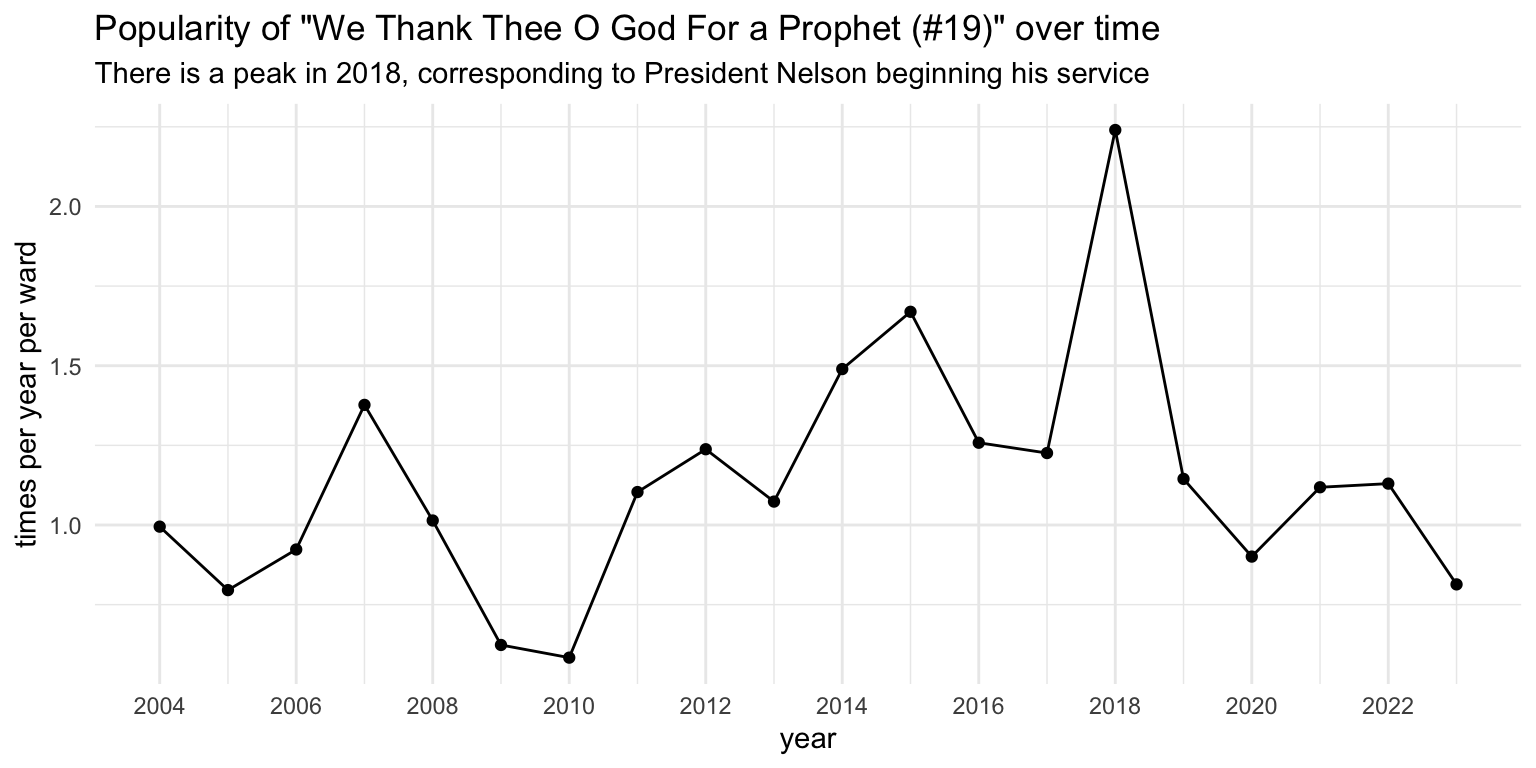 Popularity of "We Thank Thee O God For a Prophet (#19)" over time
There is a peak in 2018, corresponding to President Nelson beginning his service
times per year per ward
2.0
1.5
1.0
2004 2006 2008 2010 2012 2014 2016 2018 2020 2022
year